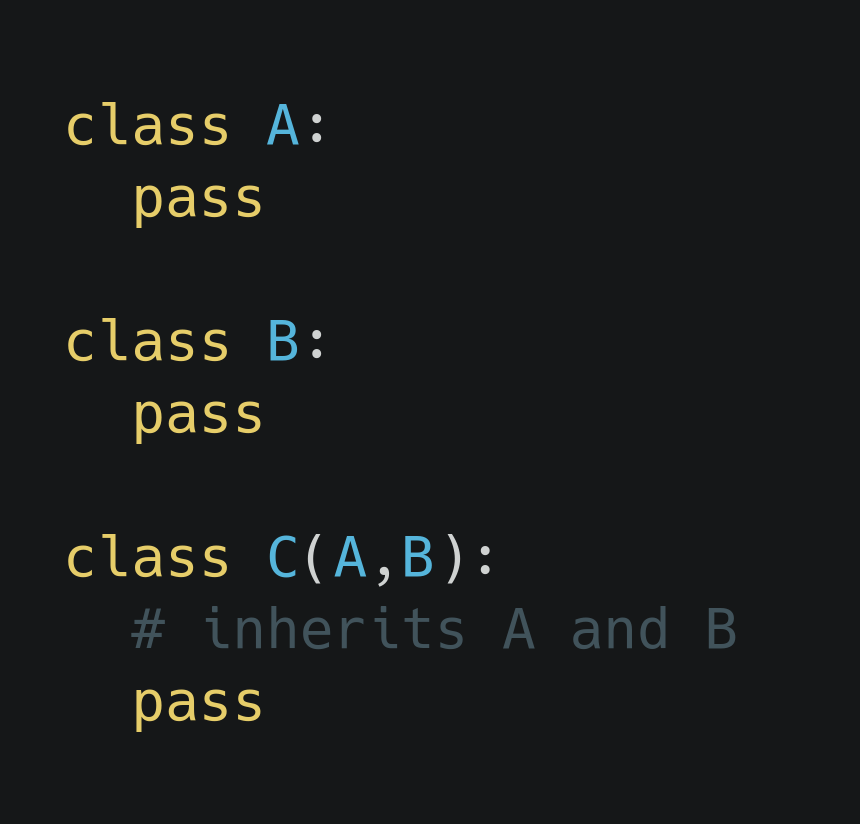 class A:
  pass

class B:
  pass

class C(A,B):
  # inherits A and B
  pass